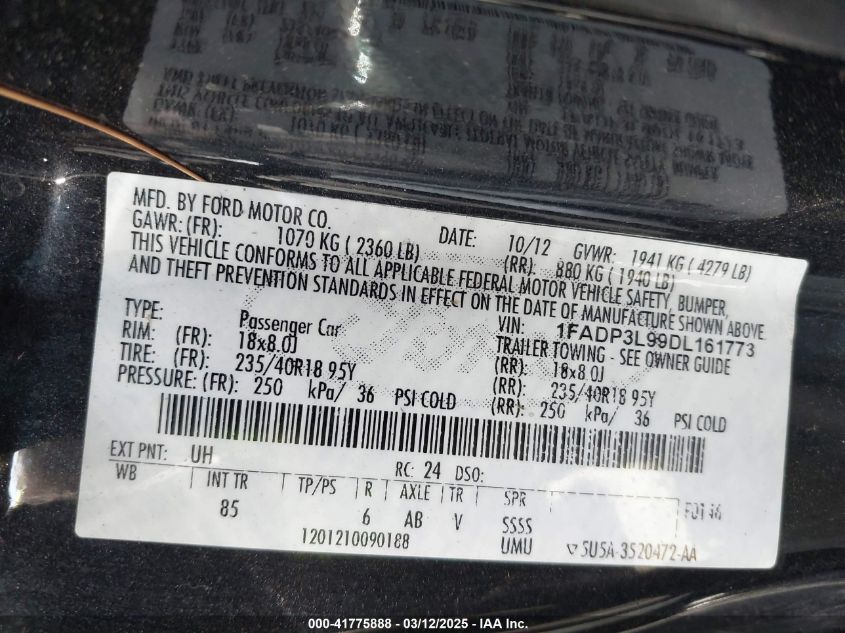 MFD. BY FORD MOTOR CO.
DATE: 10/12 GVWR: 1941 KG ( 4279 LB)
GAWR: (FR): 1070 KG ( 2360 LB) (RR): 880 KG ( 1940 LB)
THIS VEHICLE CONFORMS TO ALL APPLICABLE FEDERAL MOTOR VEHICLE SAFETY, BUMPER,
AND THEFT PREVENTION STANDARDS IN EFFECT ON THE DATE OF MANUFACTURE SHOWN ABOVE
VIN: 1FADP3L99DL161773
TYPE: Passenger Car TRAILER TOWING - SEE OWNER GUIDE
RIM: (FR): 18x8.0J (RR): 18x8.0J
TIRE: (FR): 235/40R18 95Y (RR): 235/40R18 95Y
PRESSURE: (FR): 250 kPa/ 36 PSI COLD (RR): 250 kPa/ 36 PSI COLD
EXT PNT: UH RC: 24 DSO:
WB INT TR TP/PS R AXLE TR SPR F0146
85 6 AB V SSSS
1201210090188 UMU ▽ 5U5A-3520472-AA
000-41775888 - 03/12/2025 - IAA Inc.